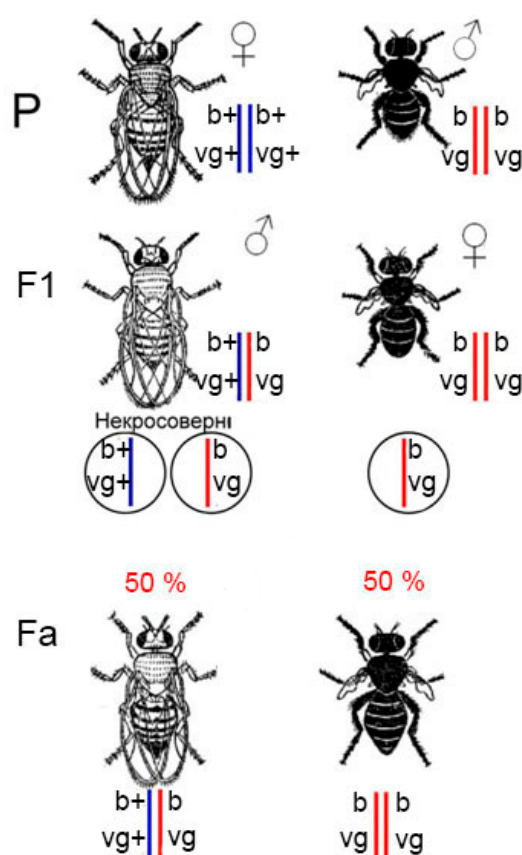 ♀ ♂
P
b+ b+ b b
vg+ vg+ vg vg
♂ ♀
F1
b+ b b b
vg+ vg vg vg
Некросоверні
b+ b b
vg+ vg vg
50 % 50 %
Fa
b+ b b b
vg+ vg vg vg